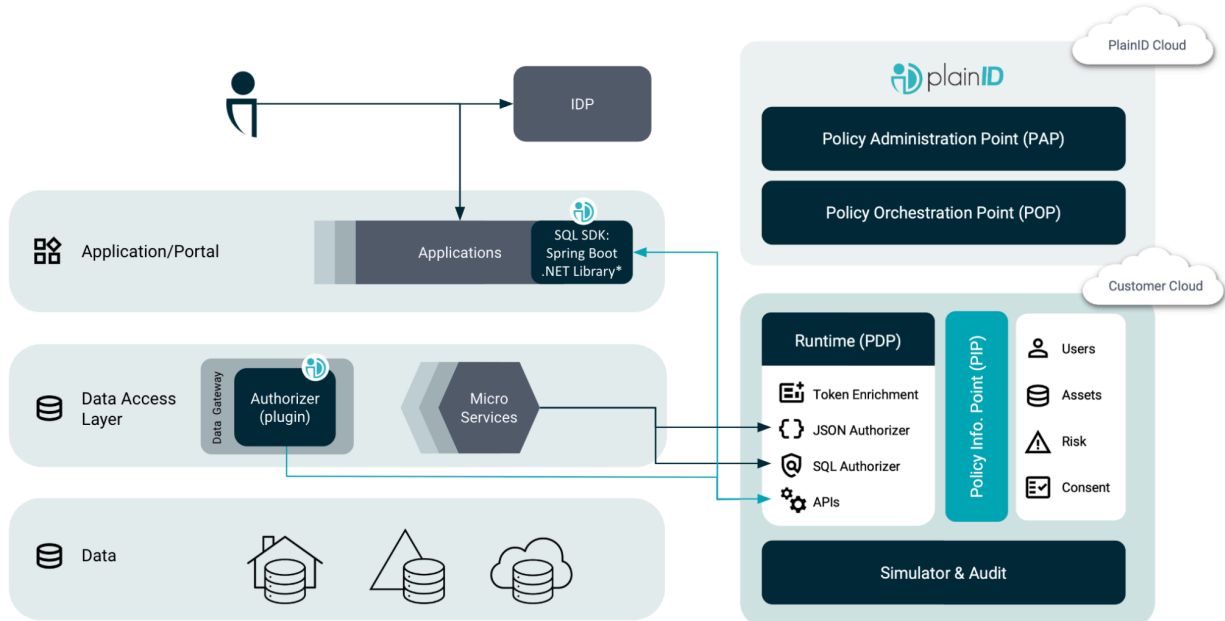 PlainID Cloud
plainID
IDP
Policy Administration Point (PAP)
Policy Orchestration Point (POP)
Application/Portal
Applications
SQL SDK:
Spring Boot
.NET Library*
Customer Cloud
Runtime (PDP)
Token Enrichment
JSON Authorizer
SQL Authorizer
APIs
Policy Info. Point (PIP)
Users
Assets
Risk
Consent
Data Access
Layer
Data Gateway
Authorizer
(plugin)
Micro
Services
Data
Simulator & Audit